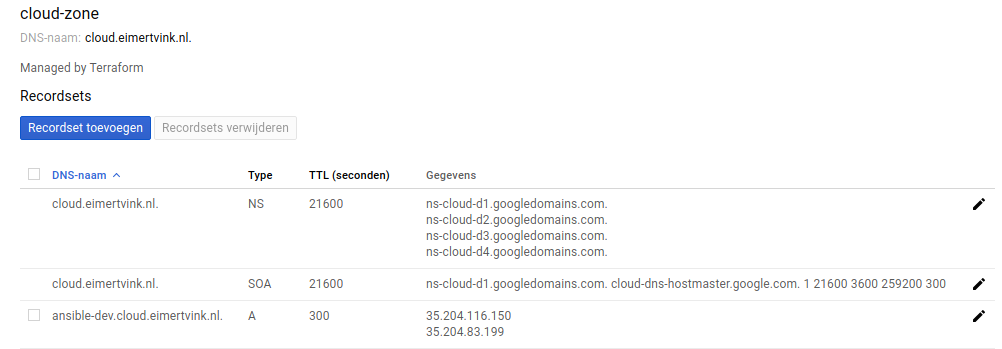 cloud-zone
DNS-naam: cloud.eimertvink.nl.
Managed by Terraform
Recordsets
Recordset toevoegen Recordsets verwijderen
DNS-naam Type TTL (seconden) Gegevens
cloud.eimertvink.nl. NS 21600 ns-cloud-d1.googledomains.com.
ns-cloud-d2.googledomains.com.
ns-cloud-d3.googledomains.com.
ns-cloud-d4.googledomains.com.
cloud.eimertvink.nl. SOA 21600 ns-cloud-d1.googledomains.com. cloud-dns-hostmaster.google.com. 1 21600 3600 259200 300
ansible-dev.cloud.eimertvink.nl. A 300 35.204.116.150
35.204.83.199